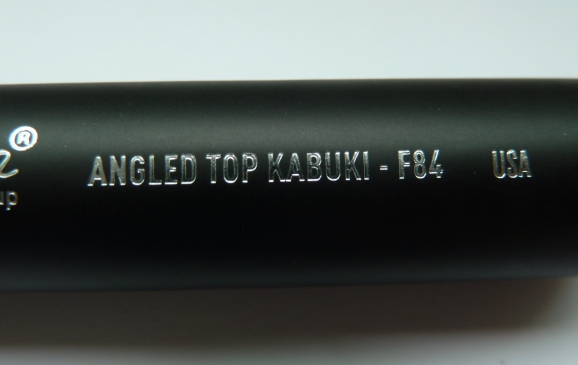 ANGLED TOP KABUKI - F84 USA